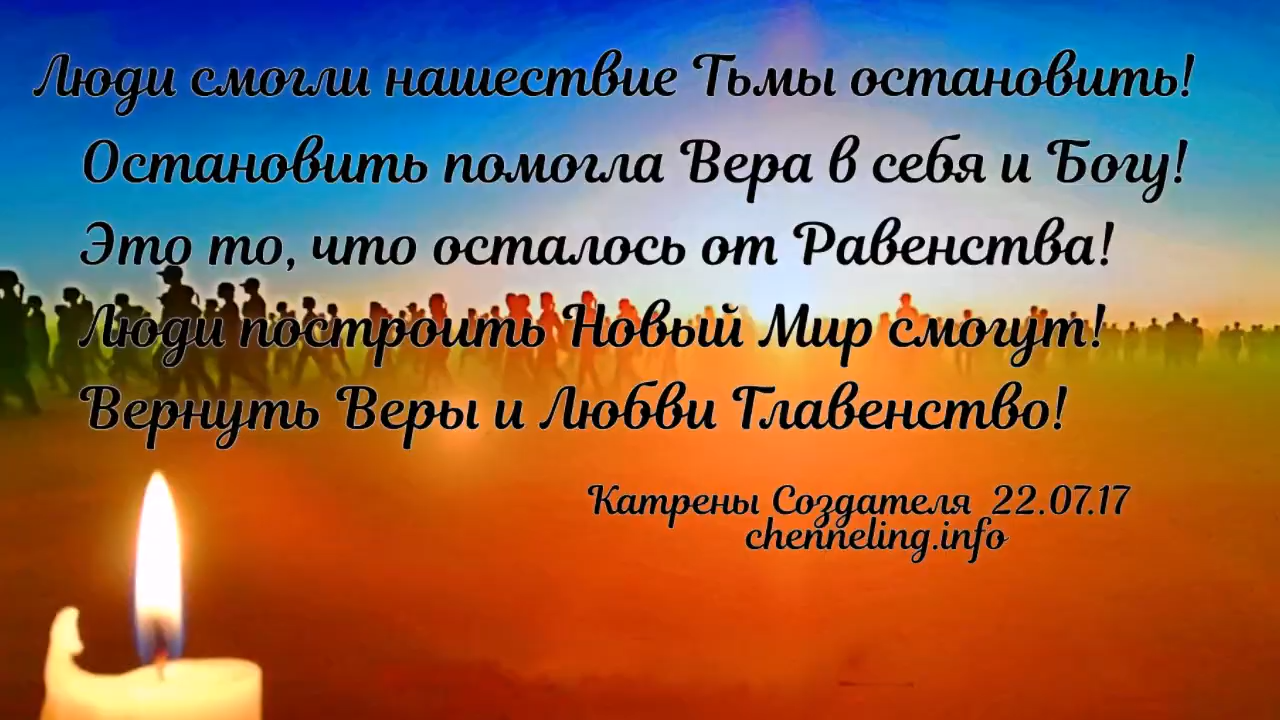 Люди смогли нашествие Тьмы остановить!
Остановить помогла Вера в себя и Богу!
Это то, что осталось от Равенства!
Люди построить Новый Мир смогут!
Вернуть Веры и Любви Главенство!
Катрены Создателя 22.07.17
chenneling.info